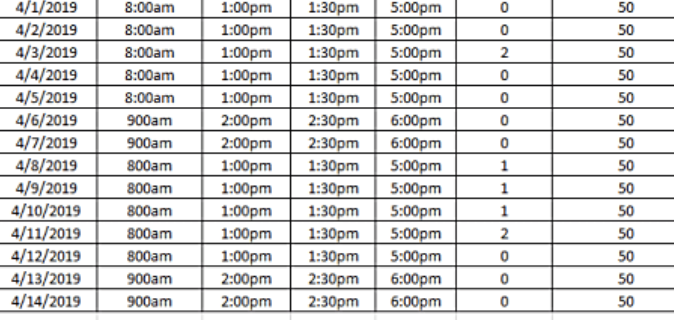 4/1/2019 8:00am 1:00pm 1:30pm 5:00pm 0 50
4/2/2019 8:00am 1:00pm 1:30pm 5:00pm 0 50
4/3/2019 8:00am 1:00pm 1:30pm 5:00pm 2 50
4/4/2019 8:00am 1:00pm 1:30pm 5:00pm 0 50
4/5/2019 8:00am 1:00pm 1:30pm 5:00pm 0 50
4/6/2019 900am 2:00pm 2:30pm 6:00pm 0 50
4/7/2019 900am 2:00pm 2:30pm 6:00pm 0 50
4/8/2019 800am 1:00pm 1:30pm 5:00pm 1 50
4/9/2019 800am 1:00pm 1:30pm 5:00pm 1 50
4/10/2019 800am 1:00pm 1:30pm 5:00pm 1 50
4/11/2019 800am 1:00pm 1:30pm 5:00pm 2 50
4/12/2019 800am 1:00pm 1:30pm 5:00pm 0 50
4/13/2019 900am 2:00pm 2:30pm 6:00pm 0 50
4/14/2019 900am 2:00pm 2:30pm 6:00pm 0 50